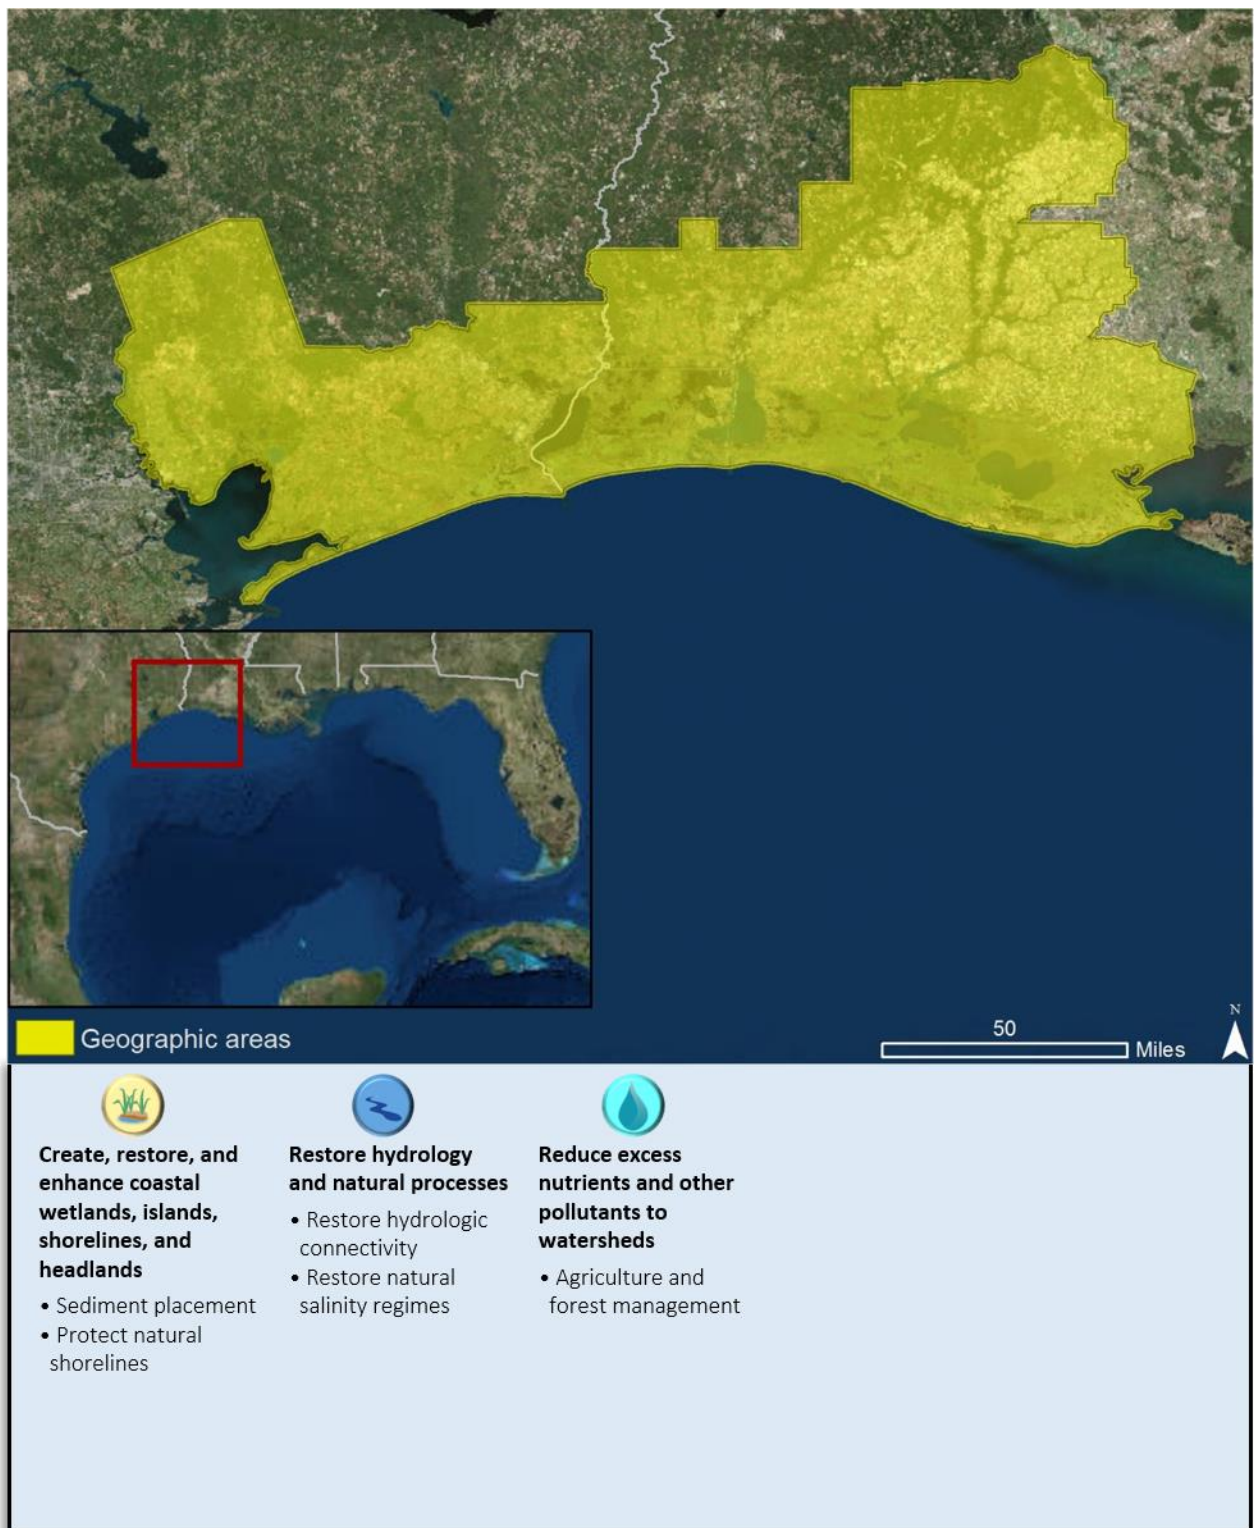 N
50
Miles
Geographic areas
Create, restore, and
enhance coastal
wetlands, islands,
shorelines, and
headlands
• Sediment placement
• Protect natural
shorelines
Restore hydrology
and natural processes
• Restore hydrologic
connectivity
• Restore natural
salinity regimes
Reduce excess
nutrients and other
pollutants to
watersheds
• Agriculture and
forest management